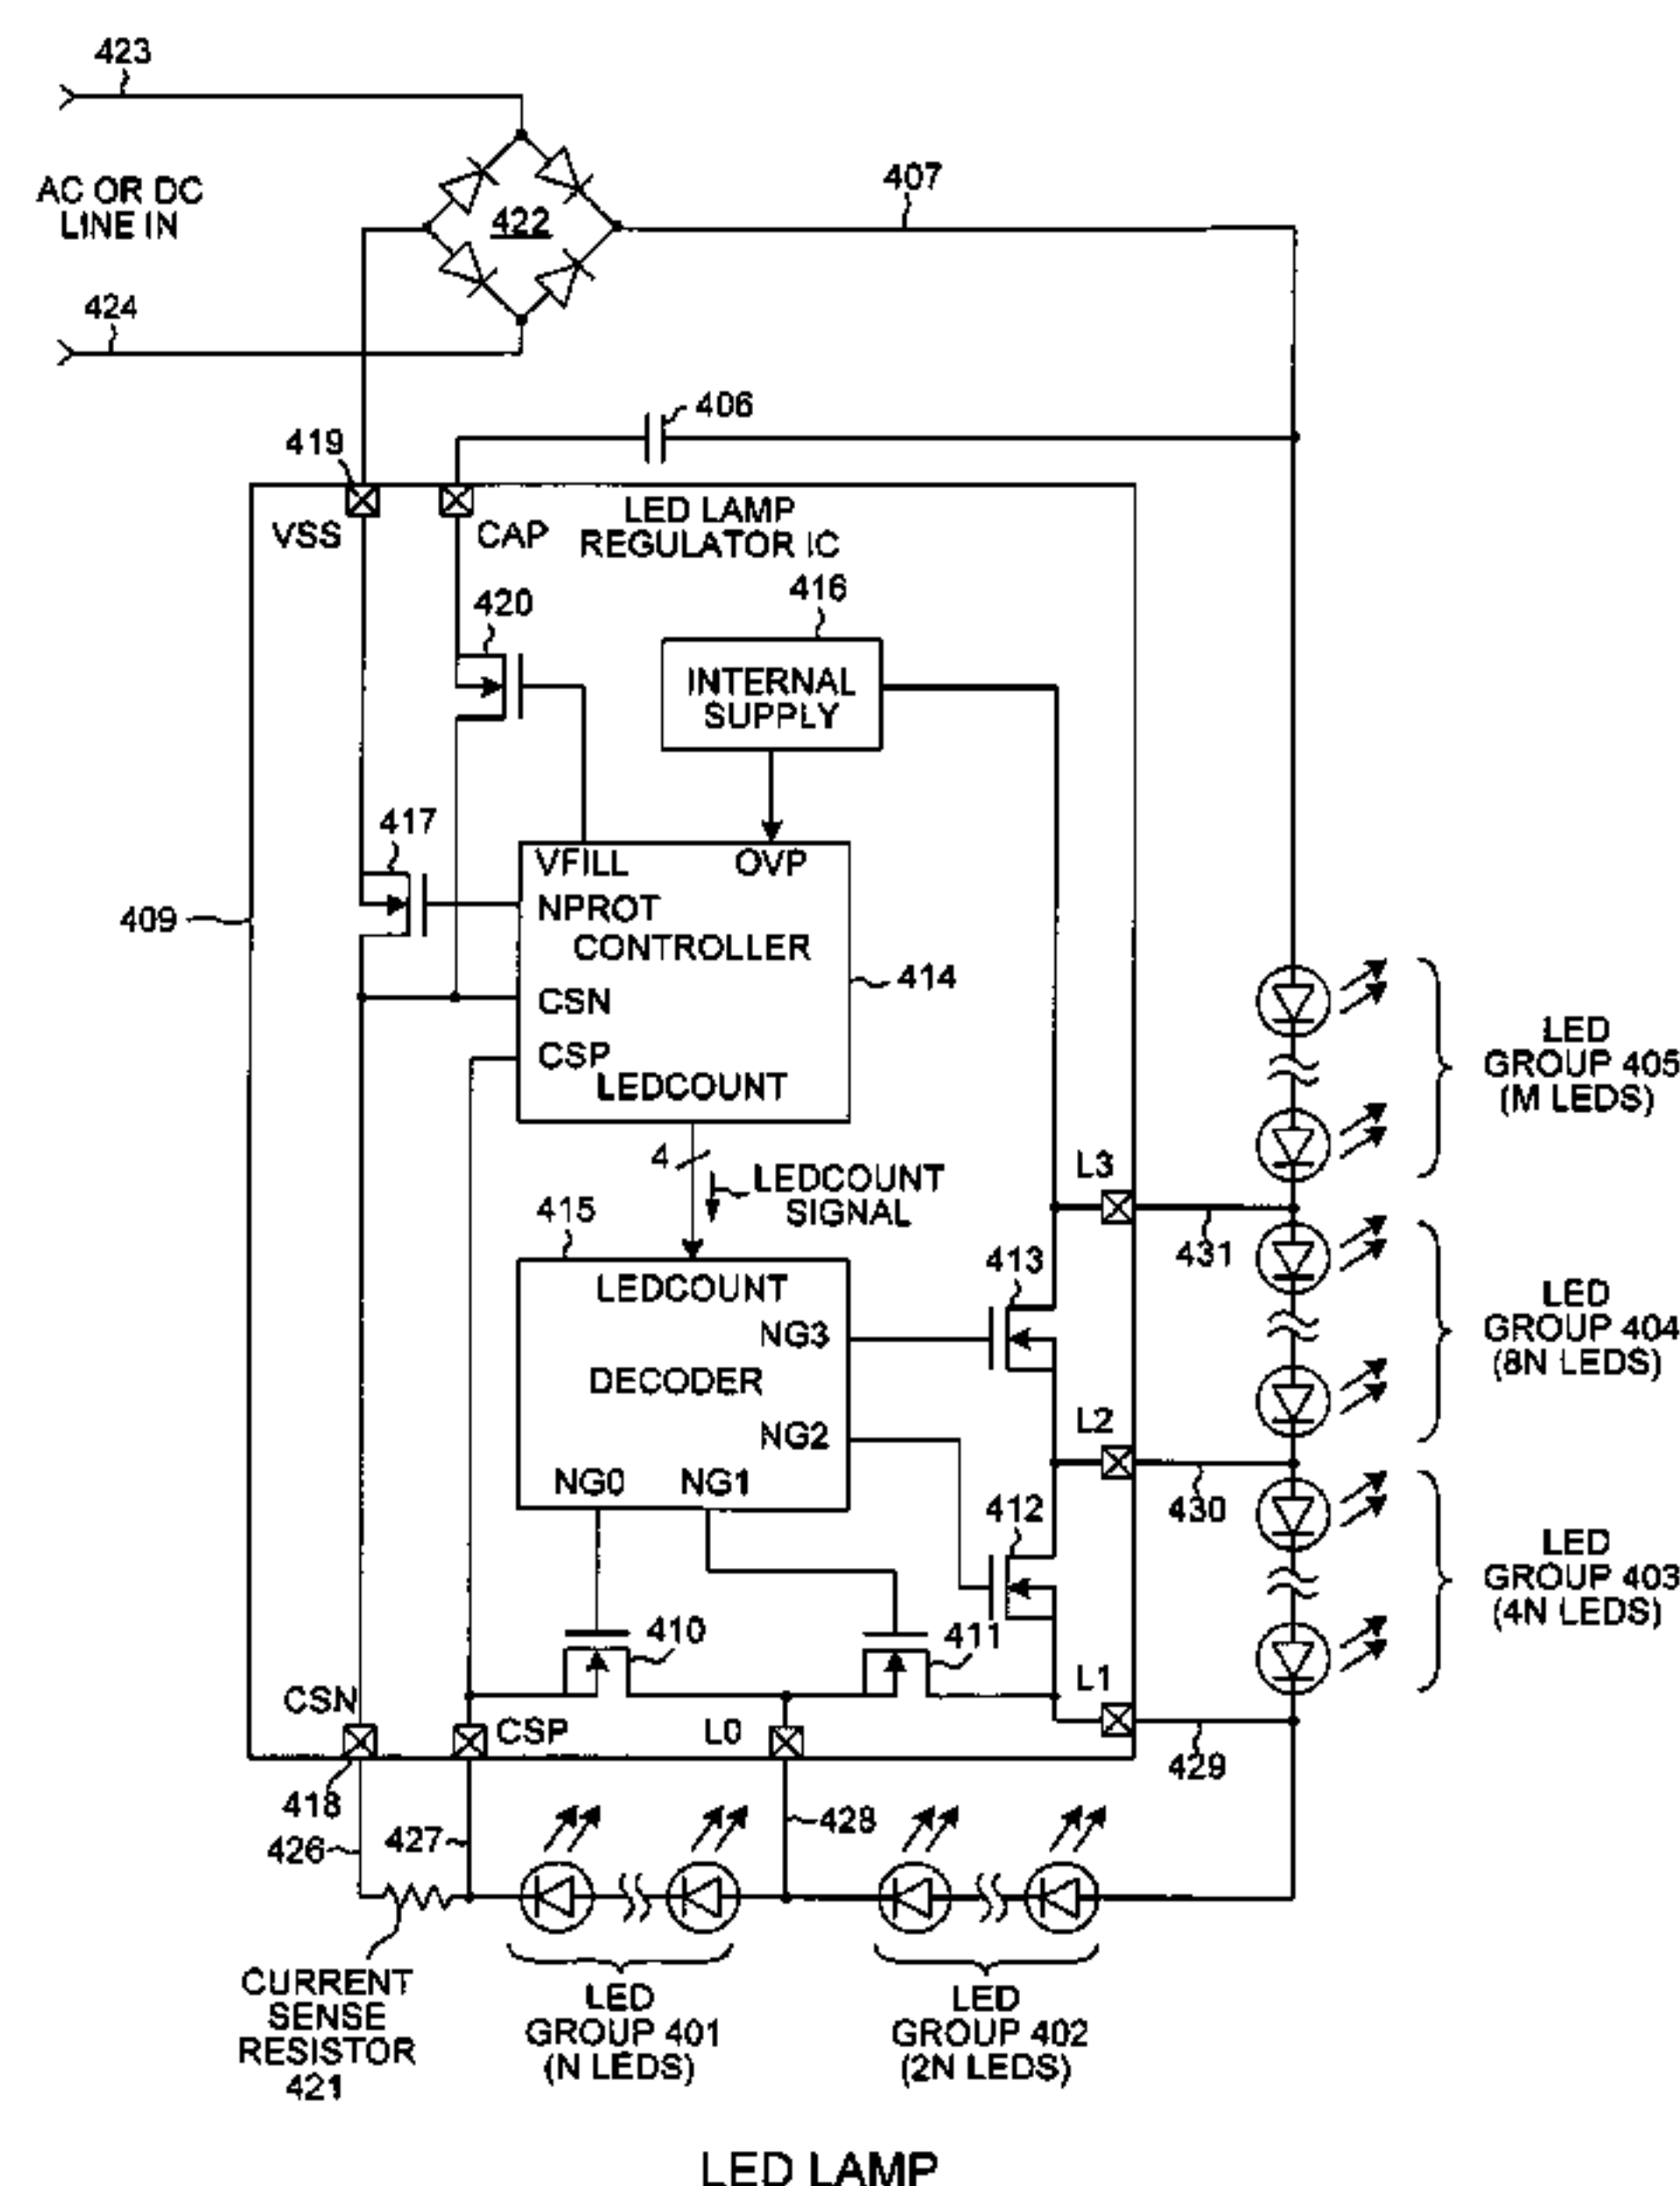 423
AC OR DC
LINE IN
422
407
424
406
419
VSS
CAP
LED LAMP
REGULATOR IC
420
416
INTERNAL
SUPPLY
417
VFILL
OVP
409
NPROT
CONTROLLER
414
CSN
CSP
LEDCOUNT
LED
GROUP 405
(M LEDS)
4
LEDCOUNT
SIGNAL
L3
431
415
413
LEDCOUNT
NG3
DECODER
NG2
NG0
NG1
LED
GROUP 404
(8N LEDS)
L2
430
412
LED
GROUP 403
(4N LEDS)
410
411
L1
429
CSN
CSP
L0
418
426
427
428
CURRENT
SENSE
RESISTOR
421
LED
GROUP 401
(N LEDS)
LED
GROUP 402
(2N LEDS)
LED LAMP